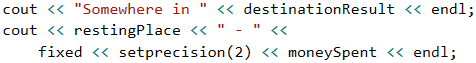 cout << "Somewhere in " << destinationResult << endl;
cout << restingPlace << " - " <<
fixed << setprecision(2) << moneySpent << endl;